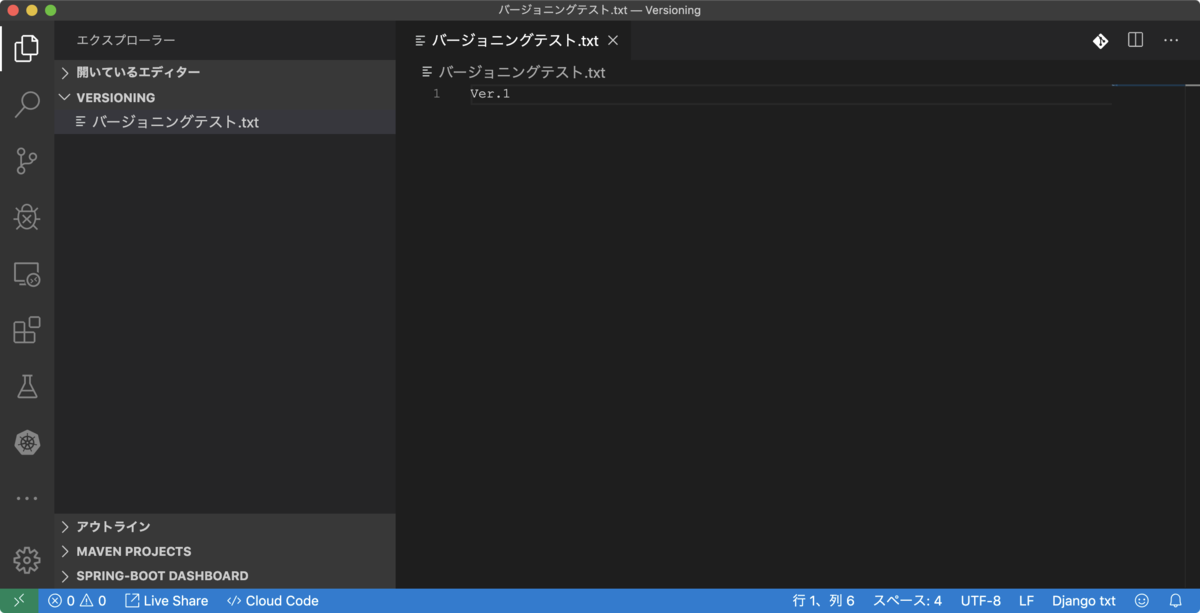 バージョニングテスト.txt — Versioning
エクスプローラー
開いているエディター
VERSIONING
バージョニングテスト.txt
アウトライン
MAVEN PROJECTS
SPRING-BOOT DASHBOARD
バージョニングテスト.txt
バージョニングテスト.txt
1 Ver.1
0 0 Live Share Cloud Code 行 1、列 6 スペース: 4 UTF-8 LF Django txt